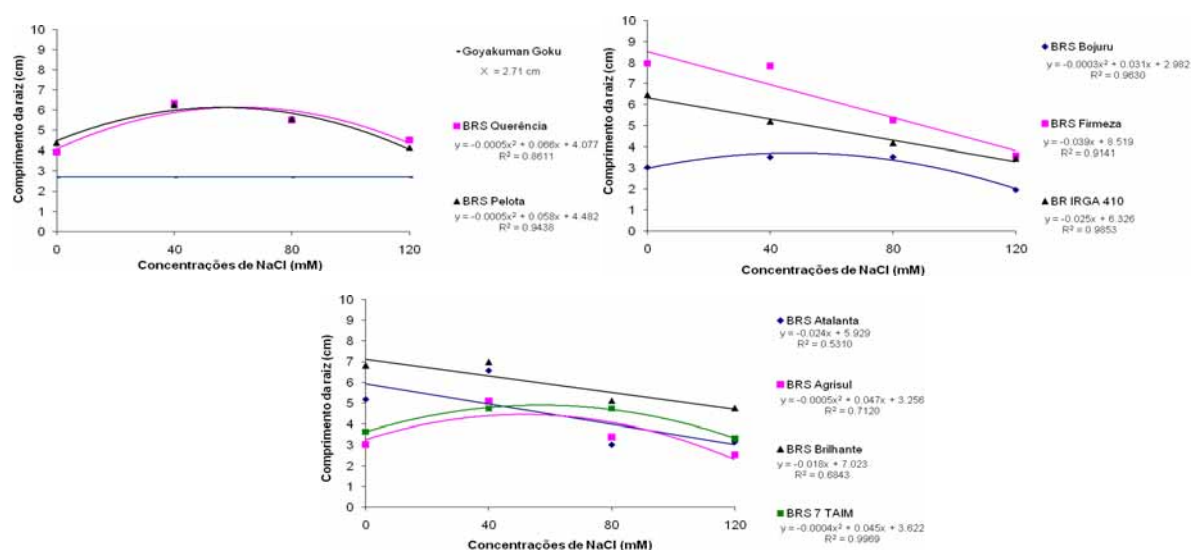 Comprimento da raiz (cm)
10
9
8
7
6
5
4
3
2
1
0
0
40
80
120
Concentrações de NaCl (mM)
Goyakuman Goku
X = 2.71 cm
BRS Querência
y = -0.0005x² + 0.066x + 4.077
R² = 0.8611
BRS Pelota
y = -0.0005x² + 0.058x + 4.482
R² = 0.9438
Comprimento da raiz (cm)
10
9
8
7
6
5
4
3
2
1
0
0
40
80
120
Concentrações de NaCl (mM)
BRS Bojuru
y = -0.0003x² + 0.031x + 2.982
R² = 0.9630
BRS Firmeza
y = -0.039x + 8.519
R² = 0.9141
BR IRGA 410
y = -0.025x + 6.326
R² = 0.9853
Comprimento da raiz (cm)
10
9
8
7
6
5
4
3
2
1
0
0
40
80
120
Concentrações de NaCl (mM)
BRS Atalanta
y = -0.024x + 5.929
R² = 0.5310
BRS Agrisul
y = -0.0005x² + 0.047x + 3.256
R² = 0.7120
BRS Brilhante
y = -0.018x + 7.023
R² = 0.6843
BRS 7 TAIM
y = -0.0004x² + 0.045x + 3.622
R² = 0.9969